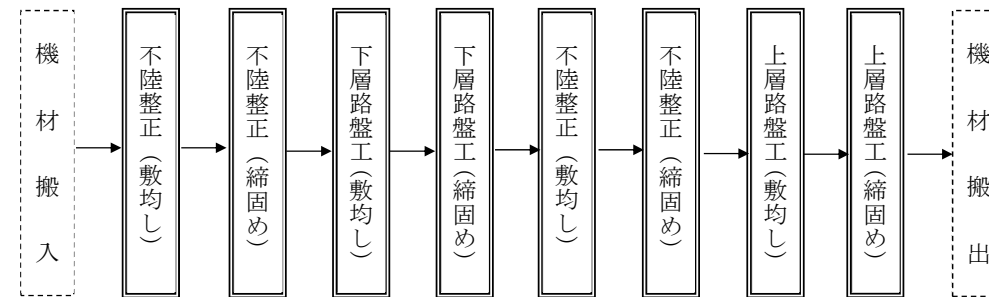 機材搬入
不陸整正(敷均し)
不陸整正(締固め)
下層路盤工(敷均し)
下層路盤工(締固め)
不陸整正(敷均し)
不陸整正(締固め)
上層路盤工(敷均し)
上層路盤工(締固め)
機材搬出